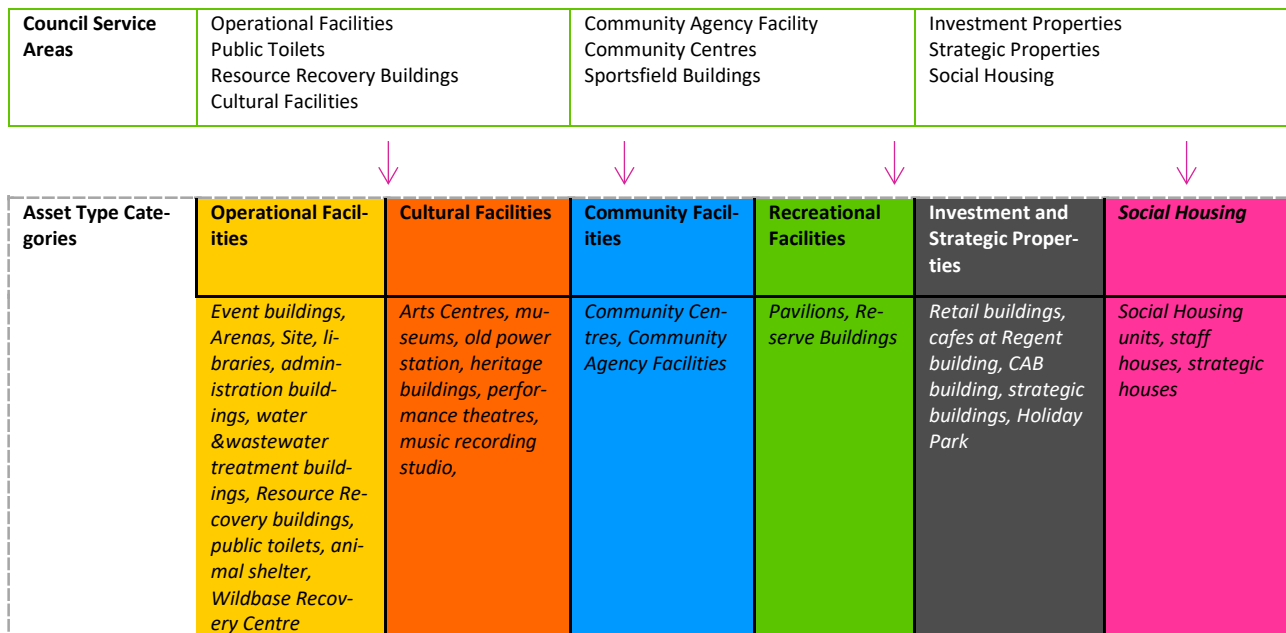 Council Service
Areas
Operational Facilities
Public Toilets
Resource Recovery Buildings
Cultural Facilities
Community Agency Facility
Community Centres
Sportsfield Buildings
Investment Properties
Strategic Properties
Social Housing
Asset Type Cate-
gories
Operational Facil-
ities
Cultural Facilities
Community Facil-
ities
Recreational
Facilities
Investment and
Strategic Proper-
ties
Social Housing
Event buildings,
Arenas, Site, li-
braries, admin-
istration build-
ings, water
&wastewater
treatment build-
ings, Resource Re-
covery buildings,
public toilets, ani-
mal shelter,
Wildbase Recov-
ery Centre
Arts Centres, mu-
seums, old power
station, heritage
buildings, perfor-
mance theatres,
music recording
studio,
Community Cen-
tres, Community
Agency Facilities
Pavilions, Re-
serve Buildings
Retail buildings,
cafes at Regent
building, CAB
building, strategic
buildings, Holiday
Park
Social Housing
units, staff
houses, strategic
houses